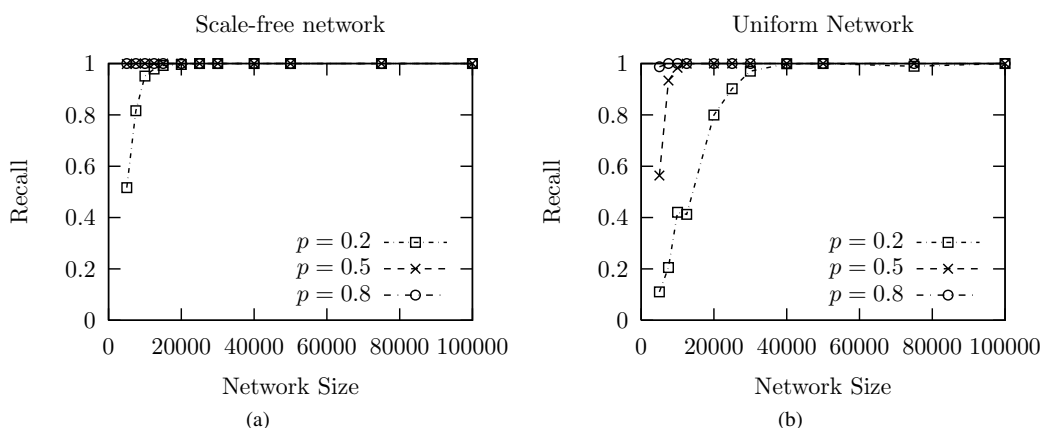 Scale-free network
1
0.8
0.6
0.4
0.2
0
Recall
p = 0.2
p = 0.5
p = 0.8
0 20000 40000 60000 80000 100000
Network Size
(a)
Uniform Network
1
0.8
0.6
0.4
0.2
0
Recall
p = 0.2
p = 0.5
p = 0.8
0 20000 40000 60000 80000 100000
Network Size
(b)